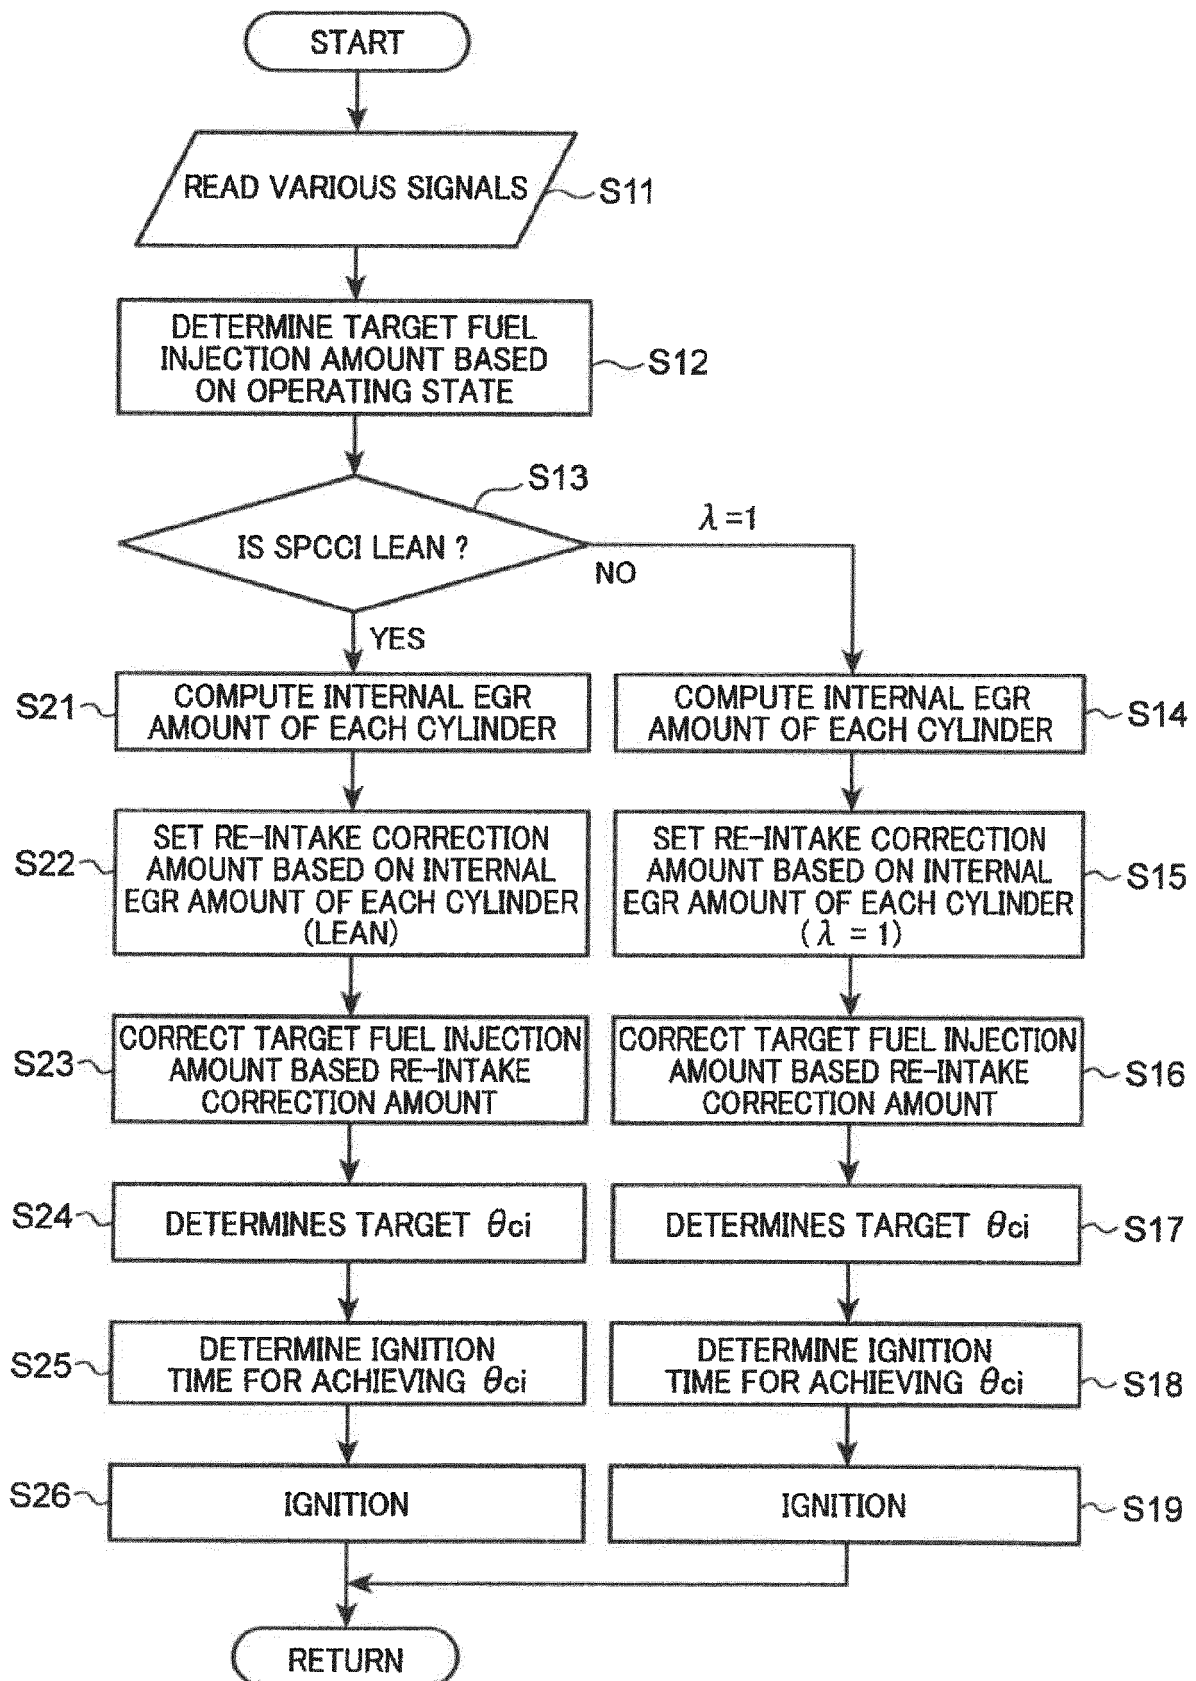 START
READ VARIOUS SIGNALS
S11
DETERMINE TARGET FUEL
INJECTION AMOUNT BASED
ON OPERATING STATE
S12
S13
IS SPCCI LEAN ?
λ=1
NO
YES
S21
COMPUTE INTERNAL EGR
AMOUNT OF EACH CYLINDER
COMPUTE INTERNAL EGR
AMOUNT OF EACH CYLINDER
S14
S22
SET RE-INTAKE CORRECTION
AMOUNT BASED ON INTERNAL
EGR AMOUNT OF EACH CYLINDER
(LEAN)
SET RE-INTAKE CORRECTION
AMOUNT BASED ON INTERNAL
EGR AMOUNT OF EACH CYLINDER
( λ = 1)
S15
S23
CORRECT TARGET FUEL INJECTION
AMOUNT BASED RE-INTAKE
CORRECTION AMOUNT
CORRECT TARGET FUEL INJECTION
AMOUNT BASED RE-INTAKE
CORRECTION AMOUNT
S16
S24
DETERMINES TARGET θci
DETERMINES TARGET θci
S17
S25
DETERMINE IGNITION
TIME FOR ACHIEVING θci
DETERMINE IGNITION
TIME FOR ACHIEVING θci
S18
S26
IGNITION
IGNITION
S19
RETURN